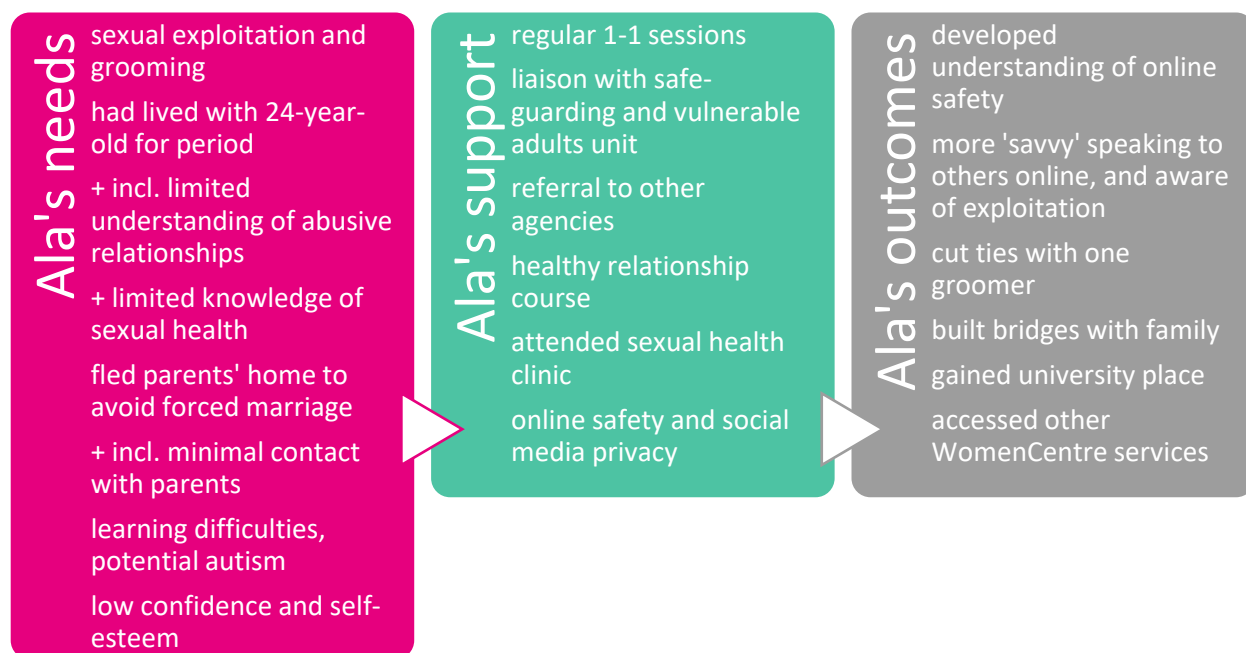 Ala's needs
sexual exploitation and
grooming
had lived with 24-year-
old for period
+ incl. limited
understanding of abusive
relationships
+ limited knowledge of
sexual health
fled parents' home to
avoid forced marriage
+ incl. minimal contact
with parents
learning difficulties,
potential autism
low confidence and self-
esteem
Ala's support
regular 1-1 sessions
liaison with safe-
guarding and vulnerable
adults unit
referral to other
agencies
healthy relationship
course
attended sexual health
clinic
online safety and social
media privacy
Ala's outcomes
developed
understanding of online
safety
more 'savvy' speaking to
others online, and aware
of exploitation
cut ties with one
groomer
built bridges with family
gained university place
accessed other
WomenCentre services